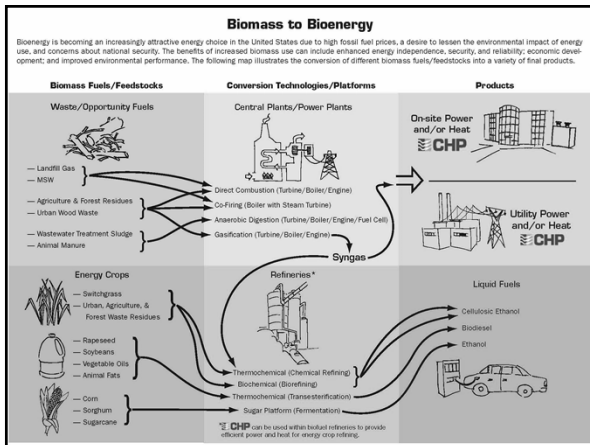 Biomass to Bioenergy
Bioenergy is becoming an increasingly attractive energy choice in the United States due to high fossil fuel prices, a desire to lessen the environmental impact of energy
use, and concerns about national security. The benefits of increased biomass use can include enhanced energy independence, security, and reliability; economic devel-
opment; and improved environmental performance. The following map illustrates the conversion of different biomass fuels/feedstocks into a variety of final products.
Biomass Fuels/Feedstocks
Conversion Technologies/Platforms
Products
Waste/Opportunity Fuels
— Landfill Gas
— MSW
— Agriculture & Forest Residues
— Urban Wood Waste
— Wastewater Treatment Sludge
— Animal Manure
Central Plants/Power Plants
Direct Combustion (Turbine/Boiler/Engine)
Co-Firing (Boiler with Steam Turbine)
Anaerobic Digestion (Turbine/Boiler/Engine/Fuel Cell)
Gasification (Turbine/Boiler/Engine)
Syngas
On-site Power
and/or Heat
CHP
Utility Power
and/or Heat
CHP
Energy Crops
— Switchgrass
— Urban, Agriculture, &
Forest Waste Residues
— Rapeseed
— Soybeans
— Vegetable Oils
— Animal Fats
— Corn
— Sorghum
— Sugarcane
Refineries*
Thermochemical (Chemical Refining)
Biochemical (Biorefining)
Thermochemical (Transesterification)
Sugar Platform (Fermentation)
* CHP can be used within biofuel refineries to provide
efficient power and heat for energy crop refining.
Liquid Fuels
Cellulosic Ethanol
Biodiesel
Ethanol